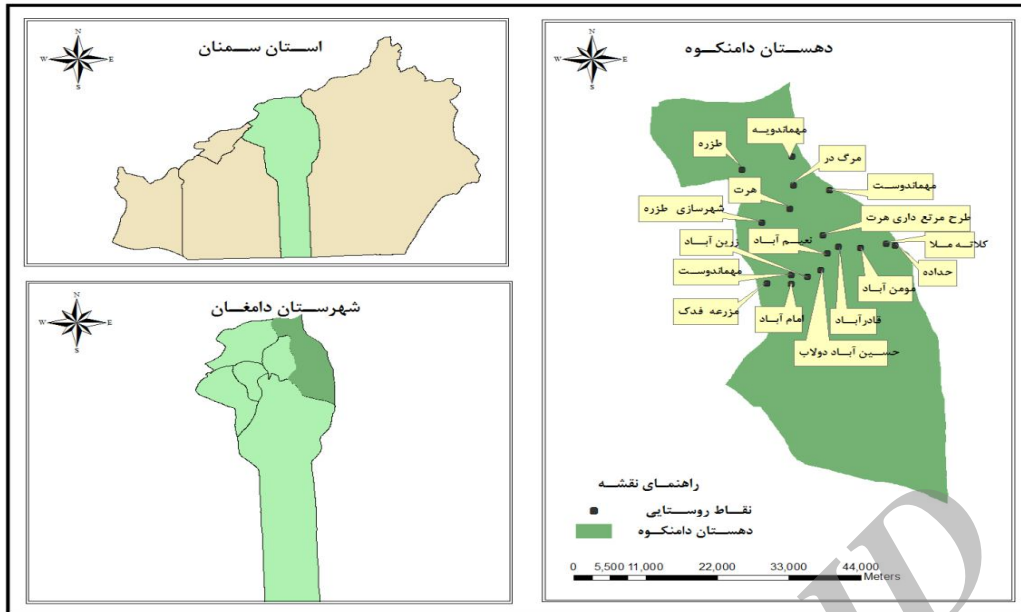 استان سمنان
N
W
E
S
شهرستان دامغان
N
W
E
S
دهستان دامنکوه
N
W
E
S
مهماندویه
طزره
مرگ در
مهماندوست
هرت
شهرسازی طزره
طرح مرتع داری هرت
کلاته ملا
نعیم آباد
زرین آباد
حداده
مهماندوست
مومن آباد
مزرعه فدک
امام آباد
قادرآباد
حسین آباد دولاب
راهنمای نقشه
نقاط روستایی
دهستان دامنکوه
0 5,500 11,000 22,000 33,000 44,000
Meters